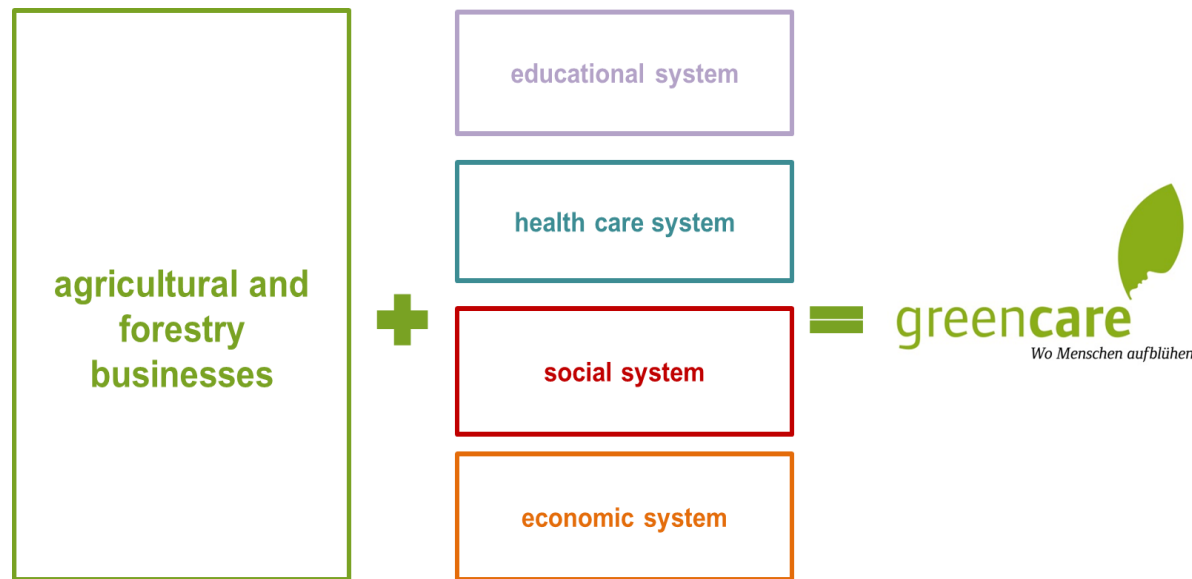 agricultural and
forestry
businesses
educational system
health care system
social system
economic system
greencare
Wo Menschen aufblühen